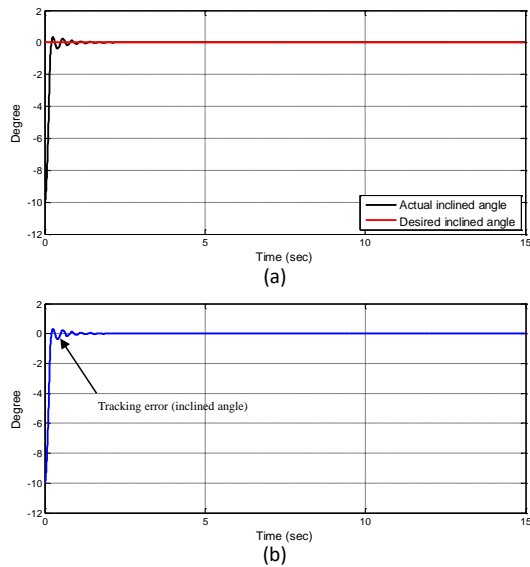 2
0
-2
-4
-6
-8
-10
-12
Degree
0
5
10
15
Time (sec)
Actual inclined angle
Desired inclined angle
(a)
2
0
-2
-4
-6
-8
-10
-12
Degree
Tracking error (inclined angle)
0
5
10
15
Time (sec)
(b)